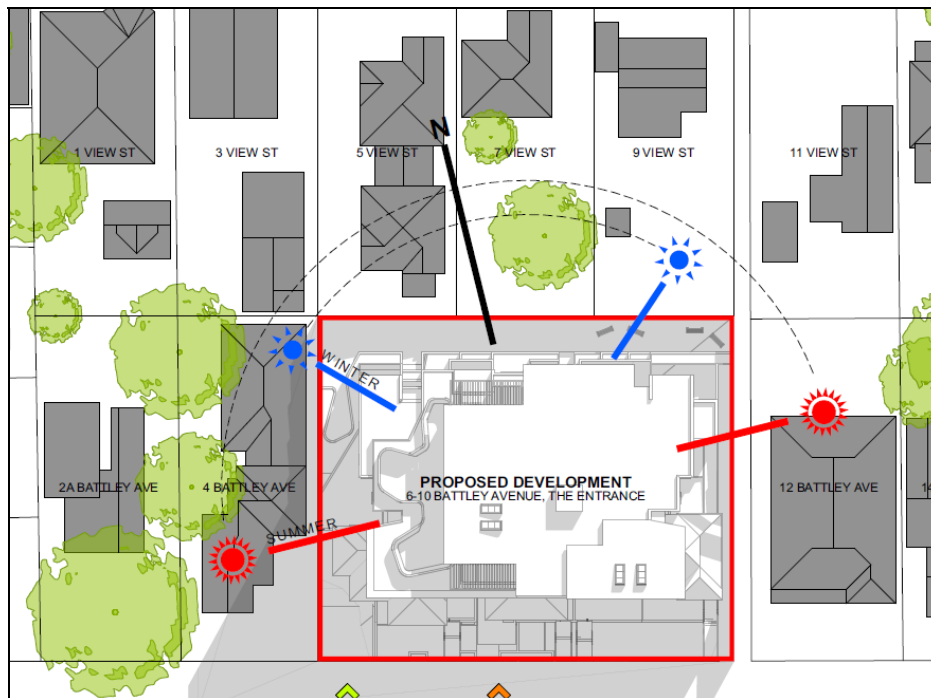 N
1 VIEW ST
3 VIEW ST
5 VIEW ST
7 VIEW ST
9 VIEW ST
11 VIEW ST
WINTER
PROPOSED DEVELOPMENT
6-10 BATTLEY AVENUE, THE ENTRANCE
2A BATTLEY AVE
4 BATTLEY AVE
12 BATTLEY AVE
14
SUMMER